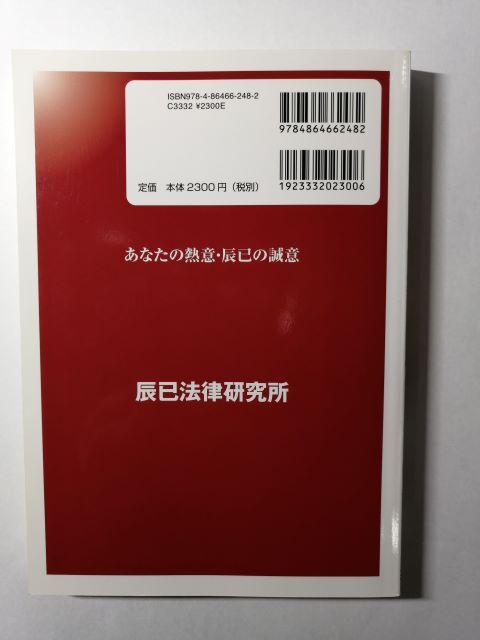 ISBN978-4-86466-248-2
C3332 ¥2300E
9784864662482
定価 本体2300円（税別）
1923332023006
あなたの熱意・辰已の誠意
辰已法律研究所